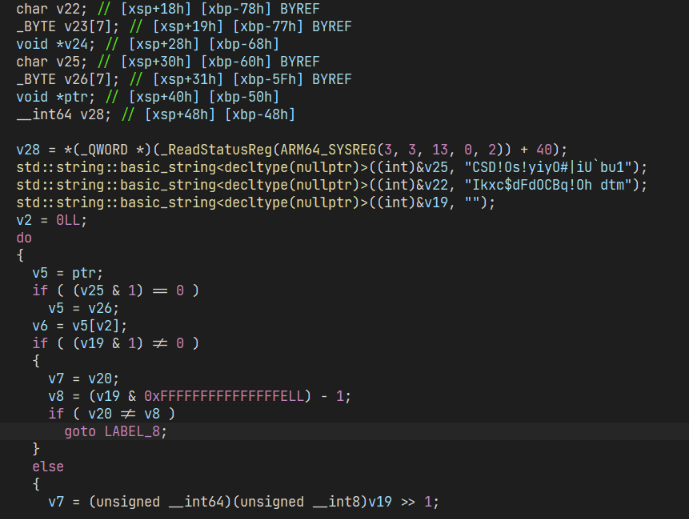 char v22; // [xsp+18h] [xbp-78h] BYREF
_BYTE v23[7]; // [xsp+19h] [xbp-77h] BYREF
void *v24; // [xsp+28h] [xbp-68h]
char v25; // [xsp+30h] [xbp-60h] BYREF
_BYTE v26[7]; // [xsp+31h] [xbp-5Fh] BYREF
void *ptr; // [xsp+40h] [xbp-50h]
__int64 v28; // [xsp+48h] [xbp-48h]
v28 = *(_QWORD *)(_ReadStatusReg(ARM64_SYSREG(3, 3, 13, 0, 2)) + 40);
std::string::basic_string<decltype(nullptr)>((int)&v25, "CSD!Os!yiyO#|iU`bu1");
std::string::basic_string<decltype(nullptr)>((int)&v22, "Ikxc$dFdOCBq!Oh dtm");
std::string::basic_string<decltype(nullptr)>((int)&v19, "");
v2 = 0LL;
do
{
v5 = ptr;
if ( (v25 & 1) == 0 )
v5 = v26;
v6 = v5[v2];
if ( (v19 & 1) != 0 )
{
v7 = v20;
v8 = (v19 & 0xFFFFFFFFFFFFFFFELL) - 1;
if ( v20 != v8 )
goto LABEL_8;
}
else
{
v7 = (unsigned __int64)(unsigned __int8)v19 >> 1;